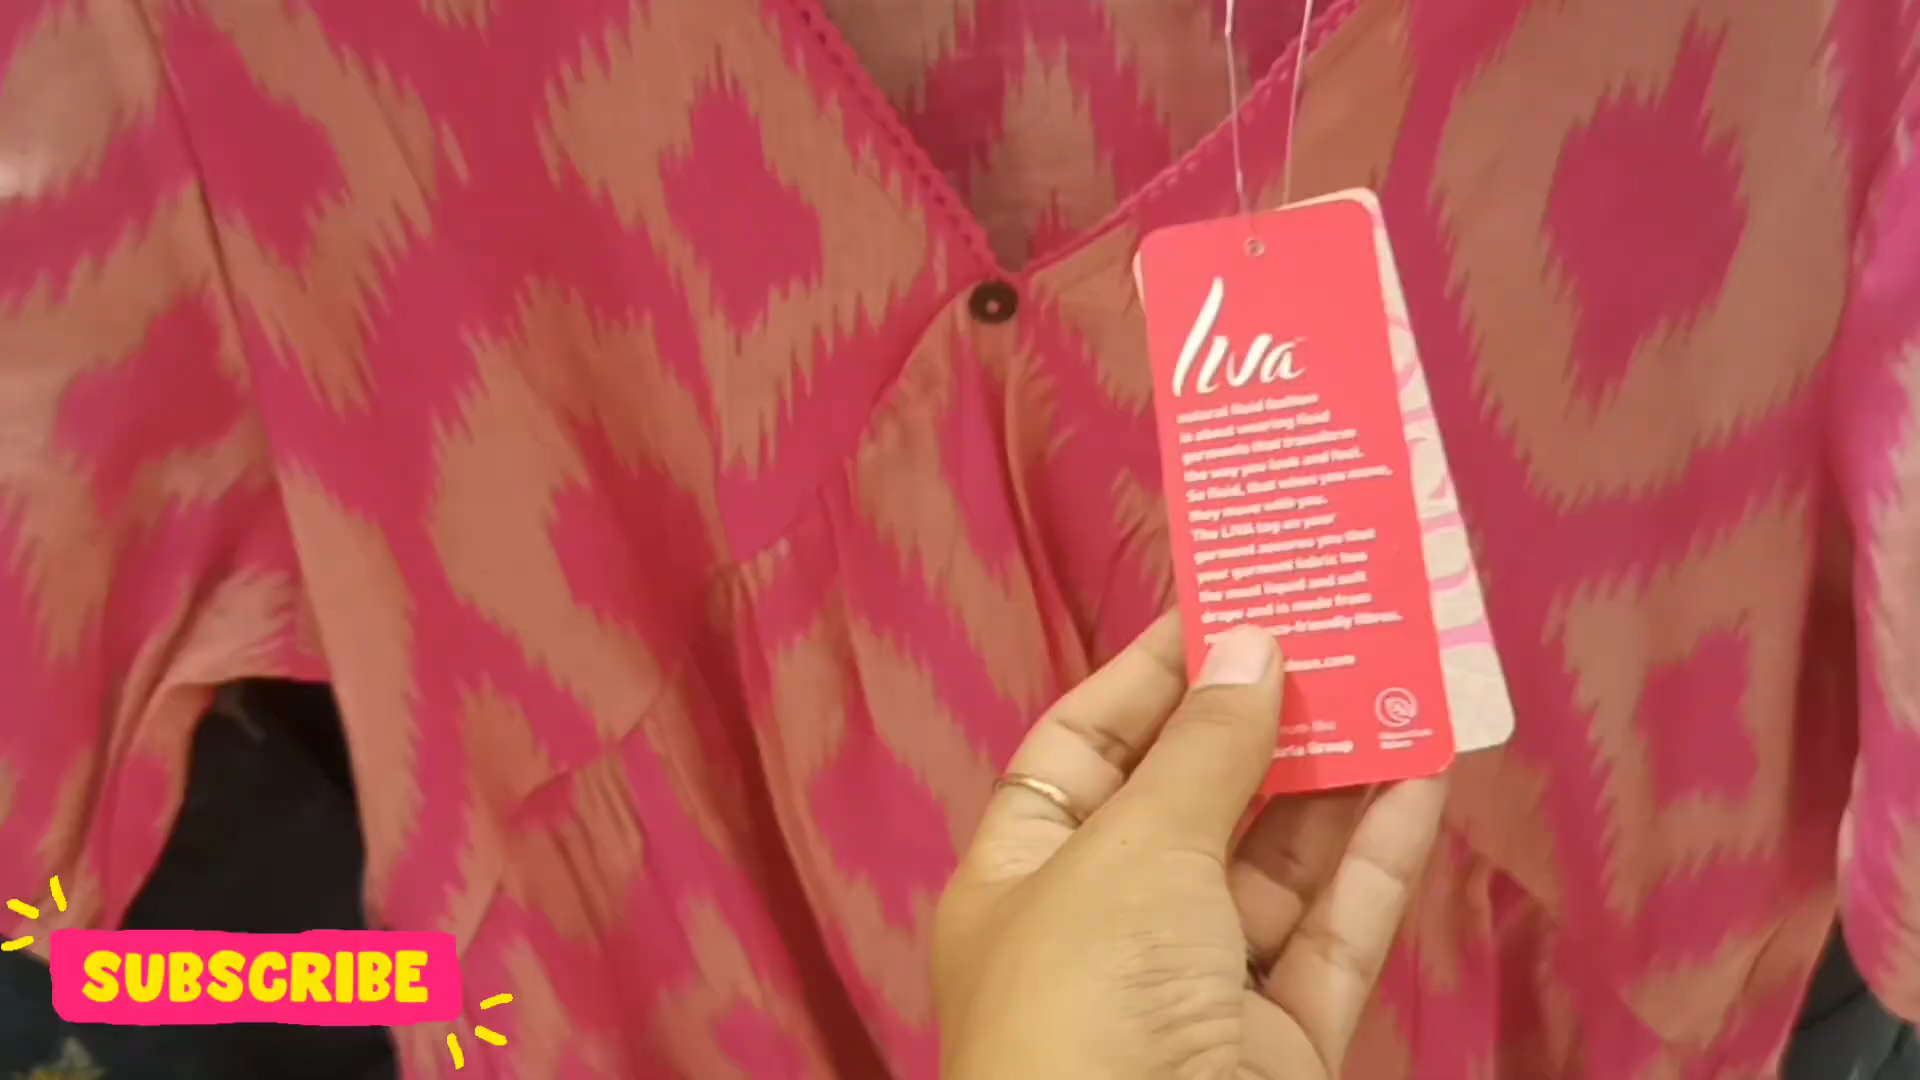 Liva
natural fluid fashion
is about wearing fluid
garments that transform
the way you look and feel.
So fluid, that when you move,
they move with you.
The LIVA tag on your
garment assures you that
your garment fabric has
the most liquid and soft
drape and is made from
eco-friendly fibres.
.com
Group
SUBSCRIBE